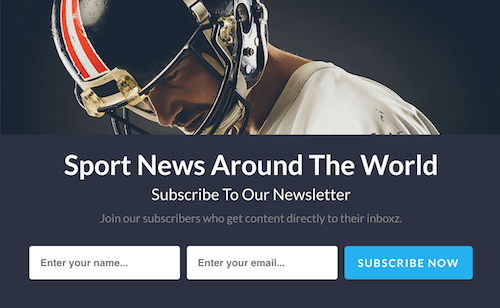 Sport News Around The World
Subscribe To Our Newsletter
Join our subscribers who get content directly to their inboxz.
Enter your name...
Enter your email...
SUBSCRIBE NOW